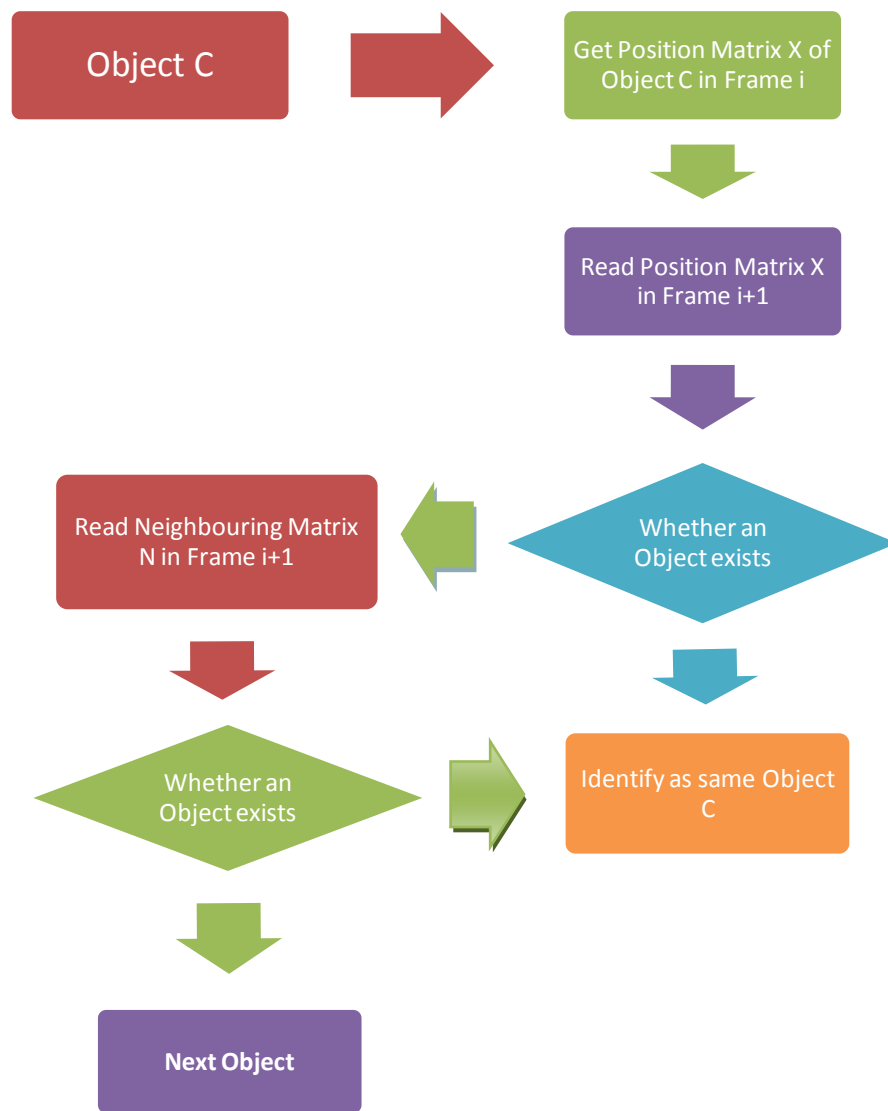 Object C
Get Position Matrix X of
Object C in Frame i
Read Position Matrix X
in Frame i+1
Whether an
Object exists
Read Neighbouring Matrix
N in Frame i+1
Whether an
Object exists
Identify as same Object
C
Next Object